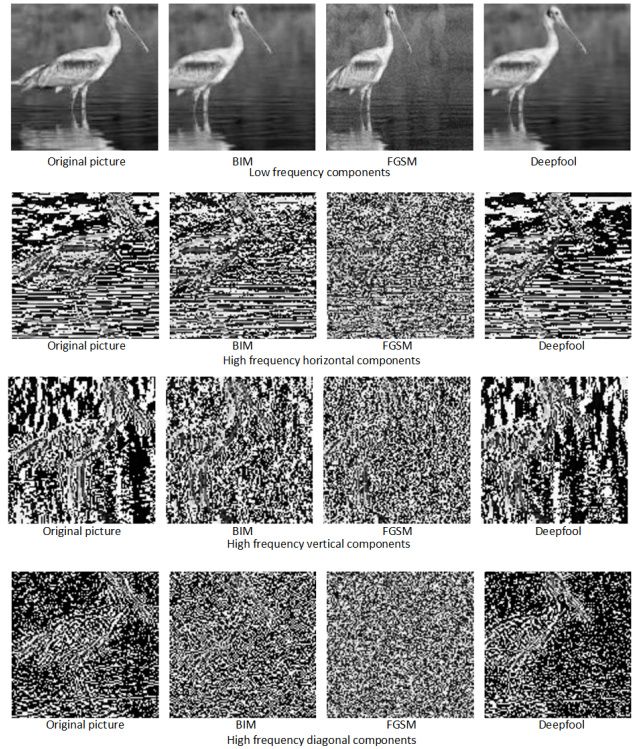 Original picture BIM FGSM Deepfool
Low frequency components
Original picture BIM FGSM Deepfool
High frequency horizontal components
Original picture BIM FGSM Deepfool
High frequency vertical components
Original picture BIM FGSM Deepfool
High frequency diagonal components